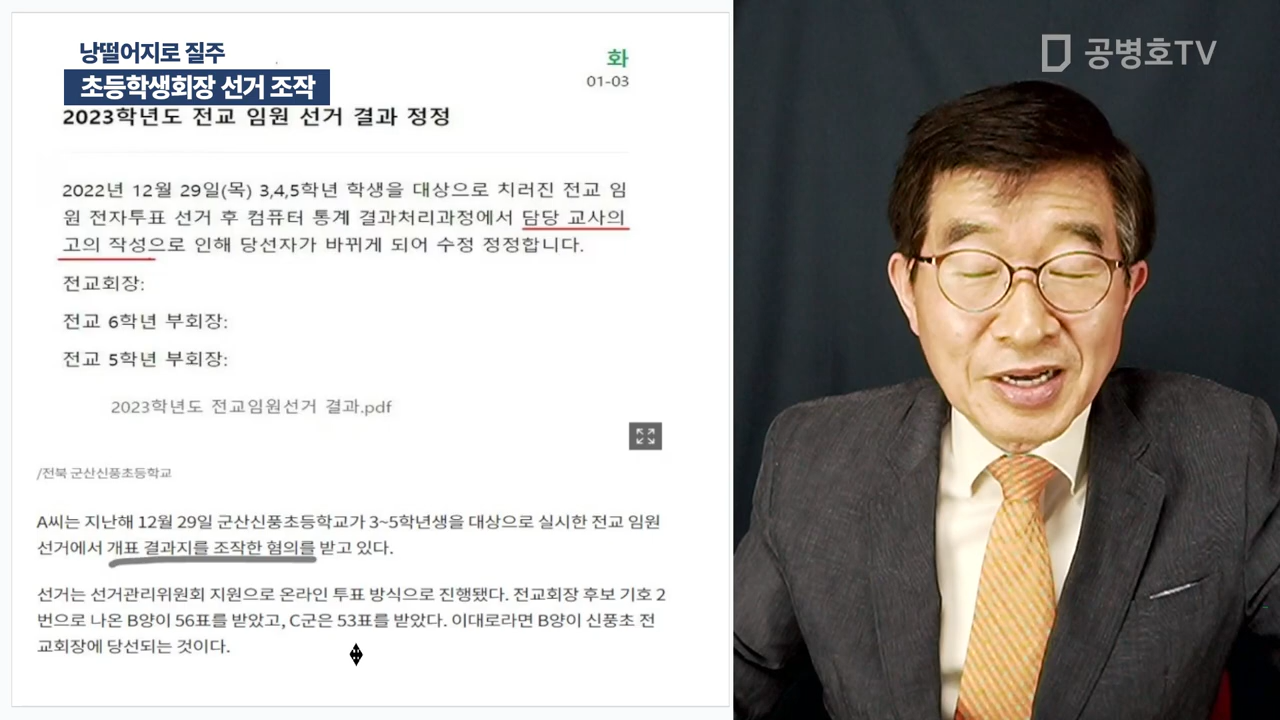 낭떨어지로 질주
초등학생회장 선거 조작
화
01-03
2023학년도 전교 임원 선거 결과 정정
2022년 12월 29일(목) 3,4,5학년 학생을 대상으로 치러진 전교 임
원 전자투표 선거 후 컴퓨터 통계 결과처리과정에서 담당 교사의
고의 작성으로 인해 당선자가 바뀌게 되어 수정 정정합니다.
전교회장:
전교 6학년 부회장:
전교 5학년 부회장:
2023학년도 전교임원선거 결과.pdf
/전북 군산신풍초등학교
A씨는 지난해 12월 29일 군산신풍초등학교가 3~5학년생을 대상으로 실시한 전교 임원
선거에서 개표 결과지를 조작한 혐의를 받고 있다.
선거는 선거관리위원회 지원으로 온라인 투표 방식으로 진행됐다. 전교회장 후보 기호 2
번으로 나온 B양이 56표를 받았고, C군은 53표를 받았다. 이대로라면 B양이 신풍초 전
교회장에 당선되는 것이다.
공병호TV